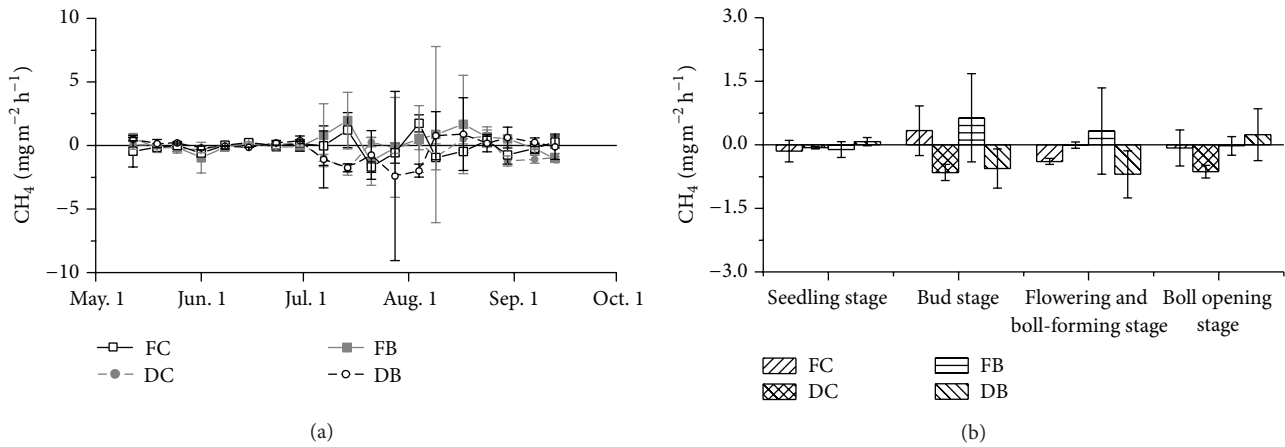 10
5
0
−5
−10
CH₄ (mg m⁻² h⁻¹)
May. 1 Jun. 1 Jul. 1 Aug. 1 Sep. 1 Oct. 1
FC FB
DC DB
(a)
3.0
1.5
0.0
−1.5
−3.0
CH₄ (mg m⁻² h⁻¹)
Seedling stage Bud stage Flowering and Boll opening
boll-forming stage stage
FC FB
DC DB
(b)